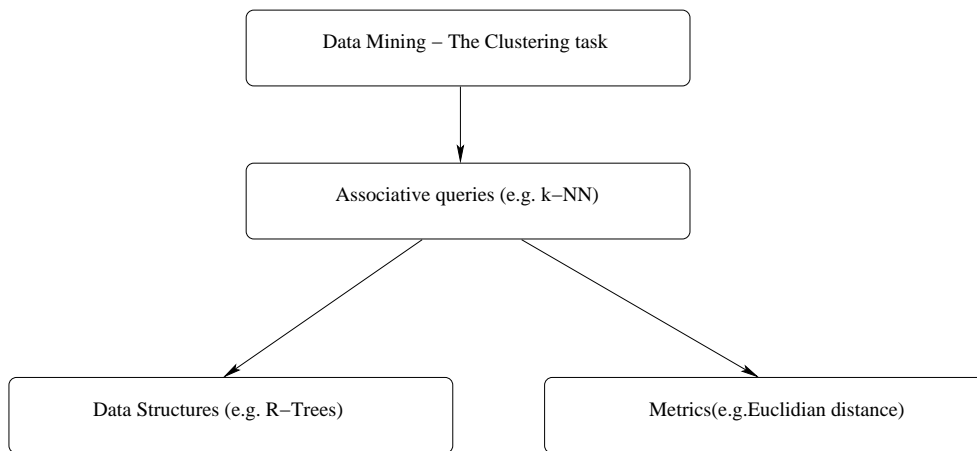 Data Mining – The Clustering task
Associative queries (e.g. k–NN)
Data Structures (e.g. R–Trees)
Metrics(e.g.Euclidian distance)